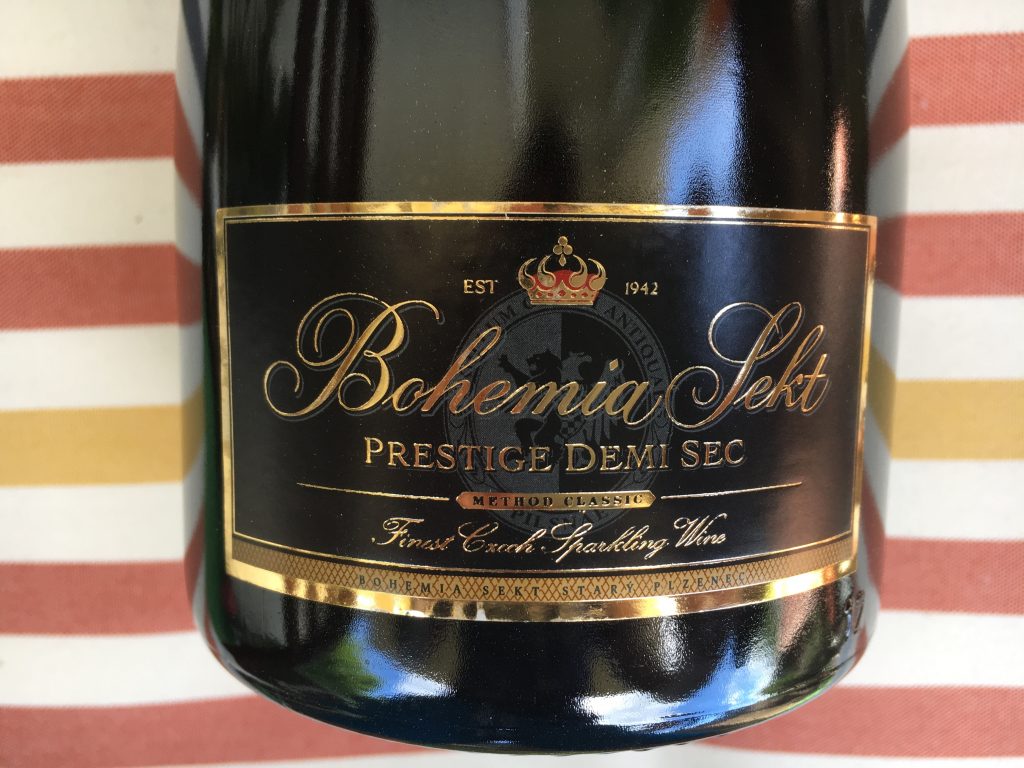 EST 1942
Bohemia Sekt
PRESTIGE DEMI SEC
METHOD CLASSIC
Finest Czech Sparkling Wine
BOHEMIA SEKT STARÝ PLZENEC